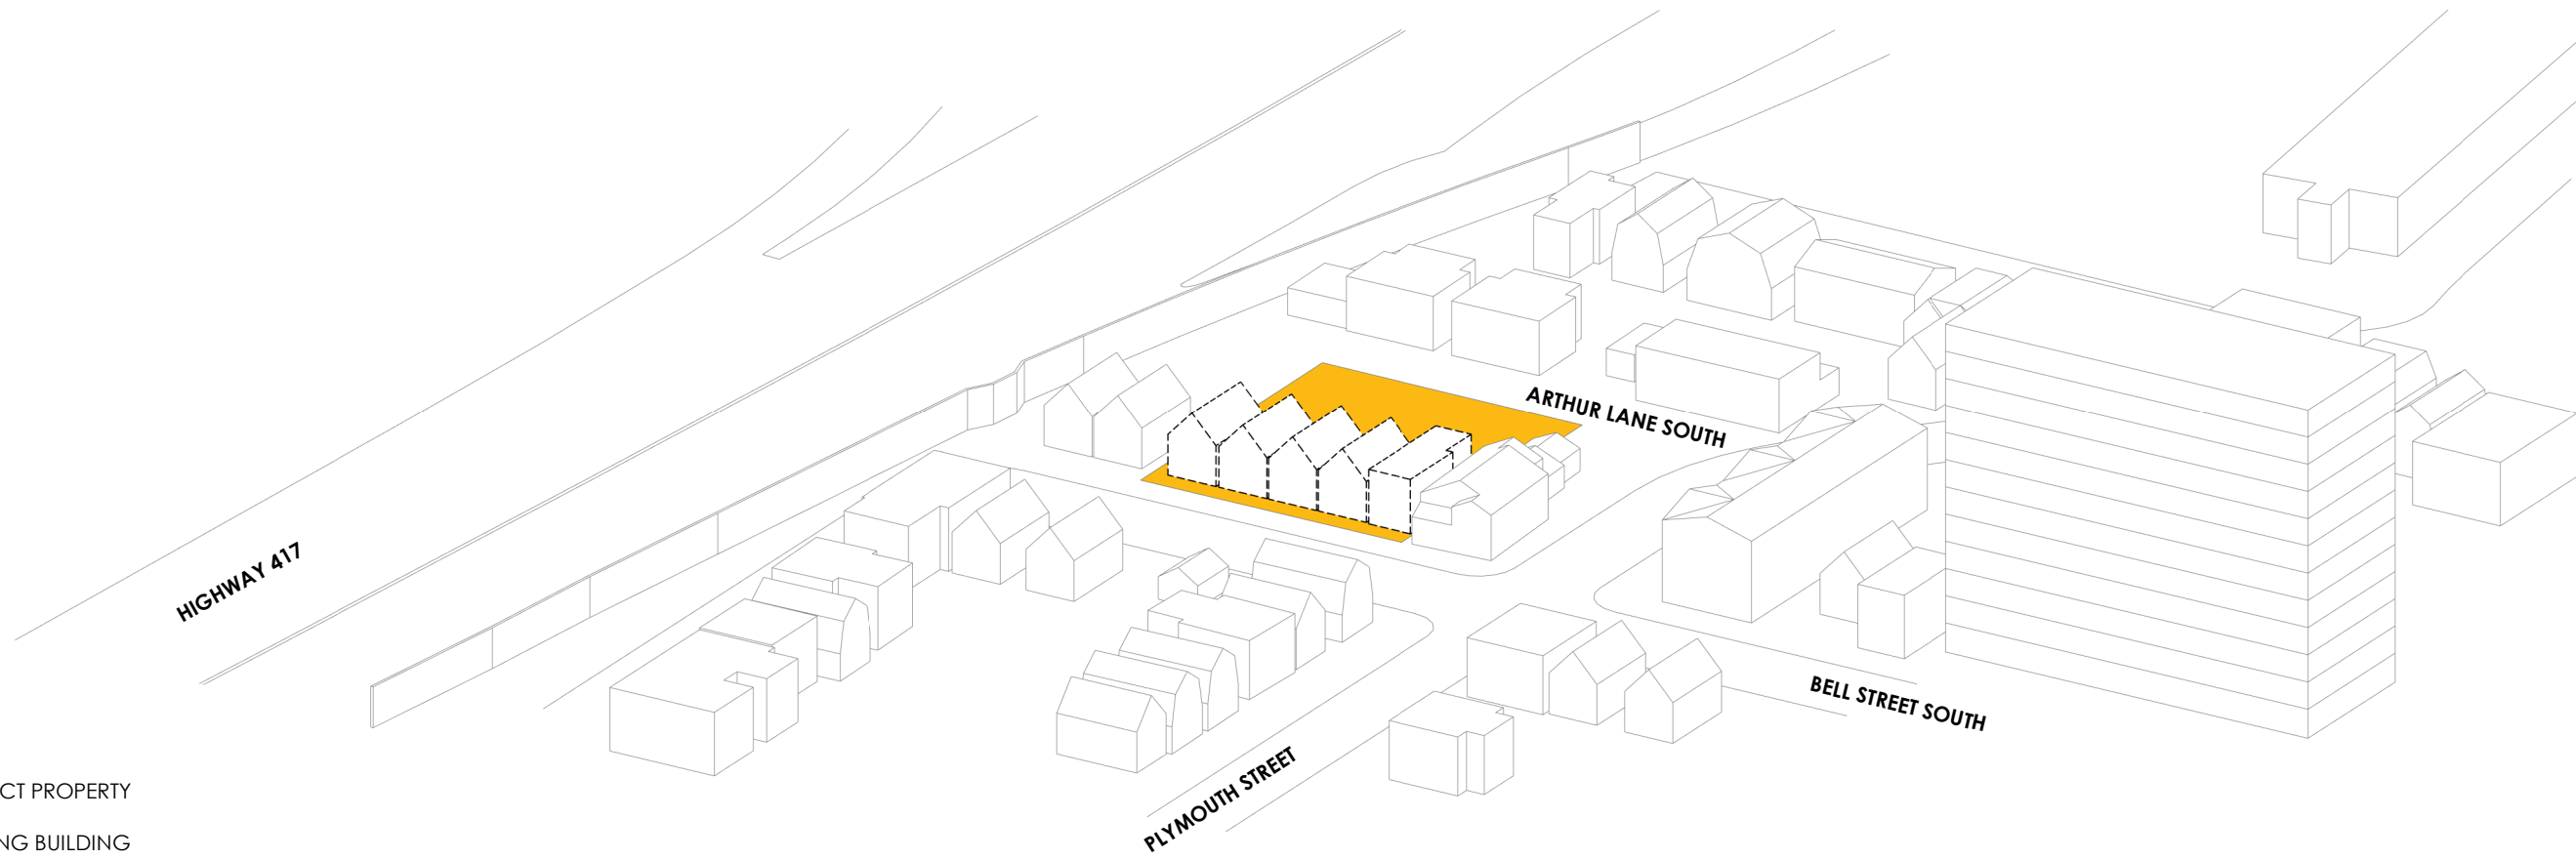 ARTHUR LANE SOUTH
HIGHWAY 417
BELL STREET SOUTH
PLYMOUTH STREET
CT PROPERTY
NG BUILDING